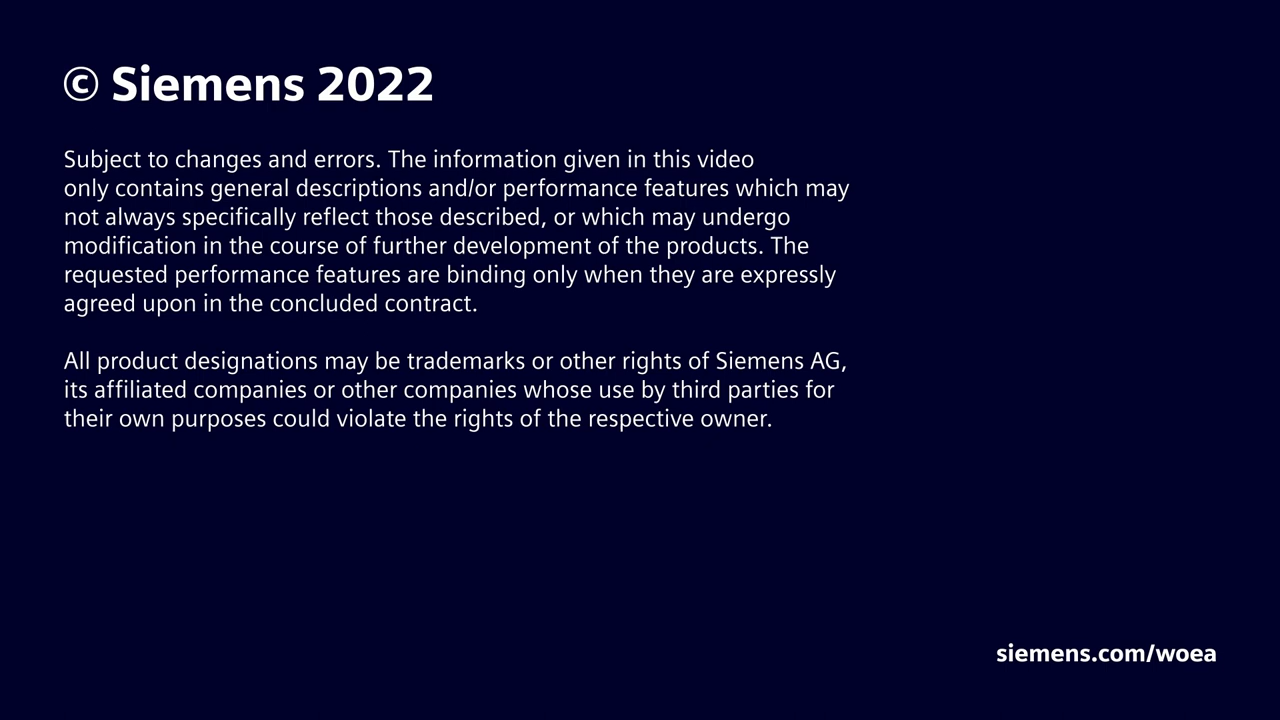 © Siemens 2022
Subject to changes and errors. The information given in this video
only contains general descriptions and/or performance features which may
not always specifically reflect those described, or which may undergo
modification in the course of further development of the products. The
requested performance features are binding only when they are expressly
agreed upon in the concluded contract.
All product designations may be trademarks or other rights of Siemens AG,
its affiliated companies or other companies whose use by third parties for
their own purposes could violate the rights of the respective owner.
siemens.com/woea